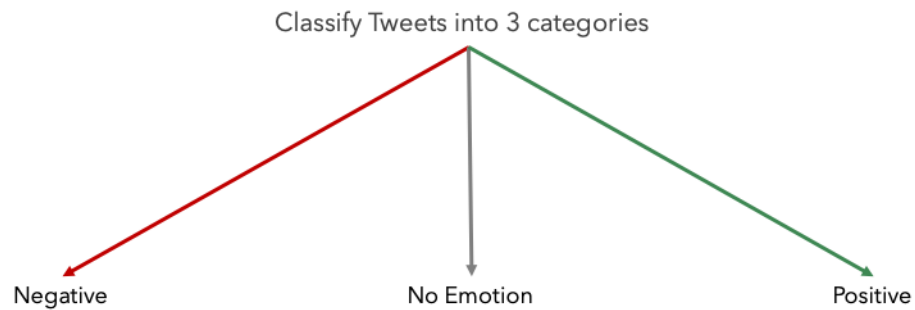 Classify Tweets into 3 categories
Negative
No Emotion
Positive